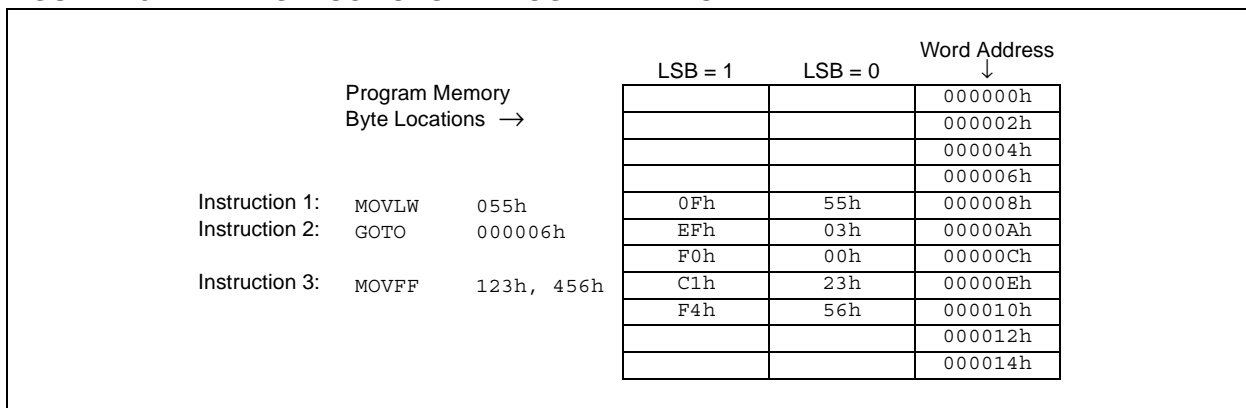 Word Address
LSB = 1 LSB = 0 ↓
Program Memory 000000h
Byte Locations → 000002h
000004h
000006h
Instruction 1: MOVLW 055h 0Fh 55h 000008h
Instruction 2: GOTO 000006h EFh 03h 00000Ah
F0h 00h 00000Ch
Instruction 3: MOVFF 123h, 456h C1h 23h 00000Eh
F4h 56h 000010h
000012h
000014h